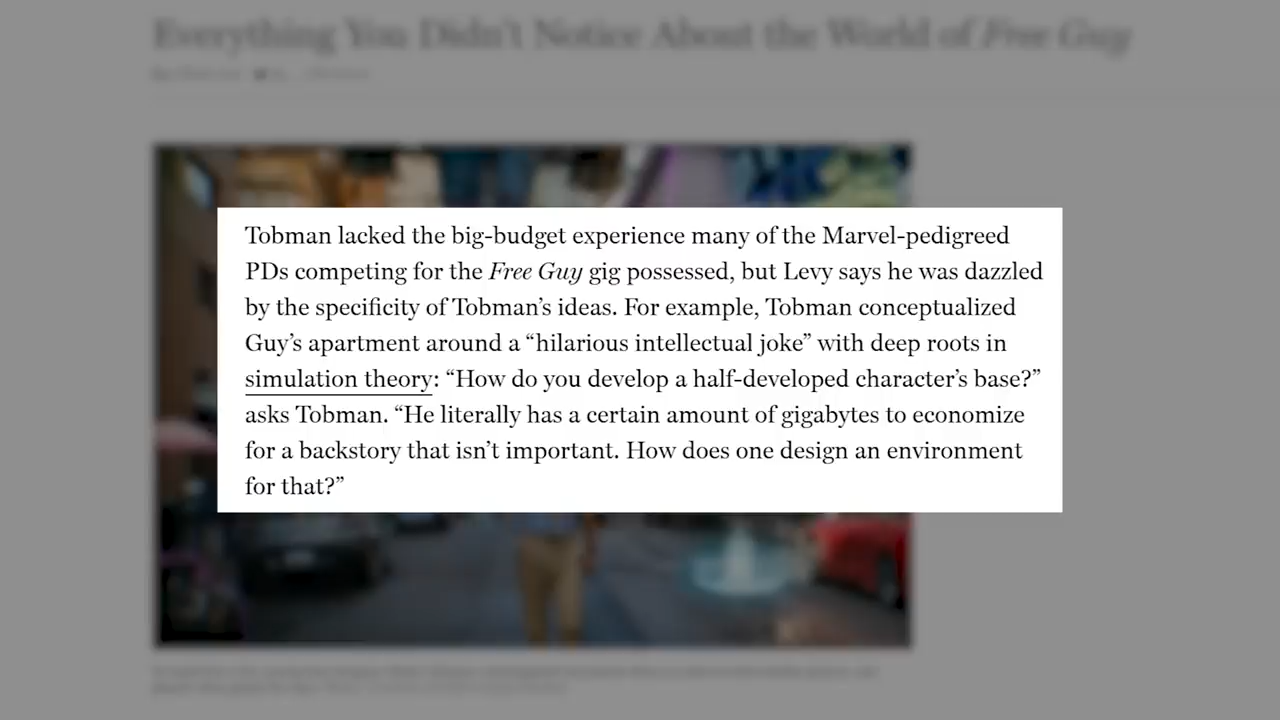 Everything You Didn't Notice About the World of Free Guy
Tobman lacked the big-budget experience many of the Marvel-pedigreed
PDs competing for the Free Guy gig possessed, but Levy says he was dazzled
by the specificity of Tobman’s ideas. For example, Tobman conceptualized
Guy’s apartment around a “hilarious intellectual joke” with deep roots in
simulation theory: “How do you develop a half-developed character’s base?”
asks Tobman. “He literally has a certain amount of gigabytes to economize
for a backstory that isn’t important. How does one design an environment
for that?”